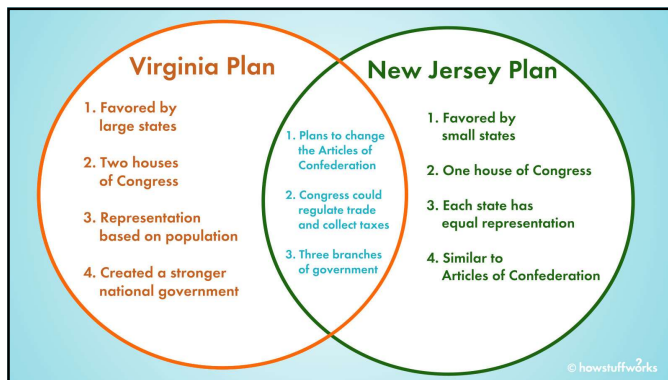 Virginia Plan
1. Favored by
large states
2. Two houses
of Congress
3. Representation
based on population
4. Created a stronger
national government
1. Plans to change
the Articles of
Confederation
2. Congress could
regulate trade
and collect taxes
3. Three branches
of government
New Jersey Plan
1. Favored by
small states
2. One house of Congress
3. Each state has
equal representation
4. Similar to
Articles of Confederation
© howstuffworks